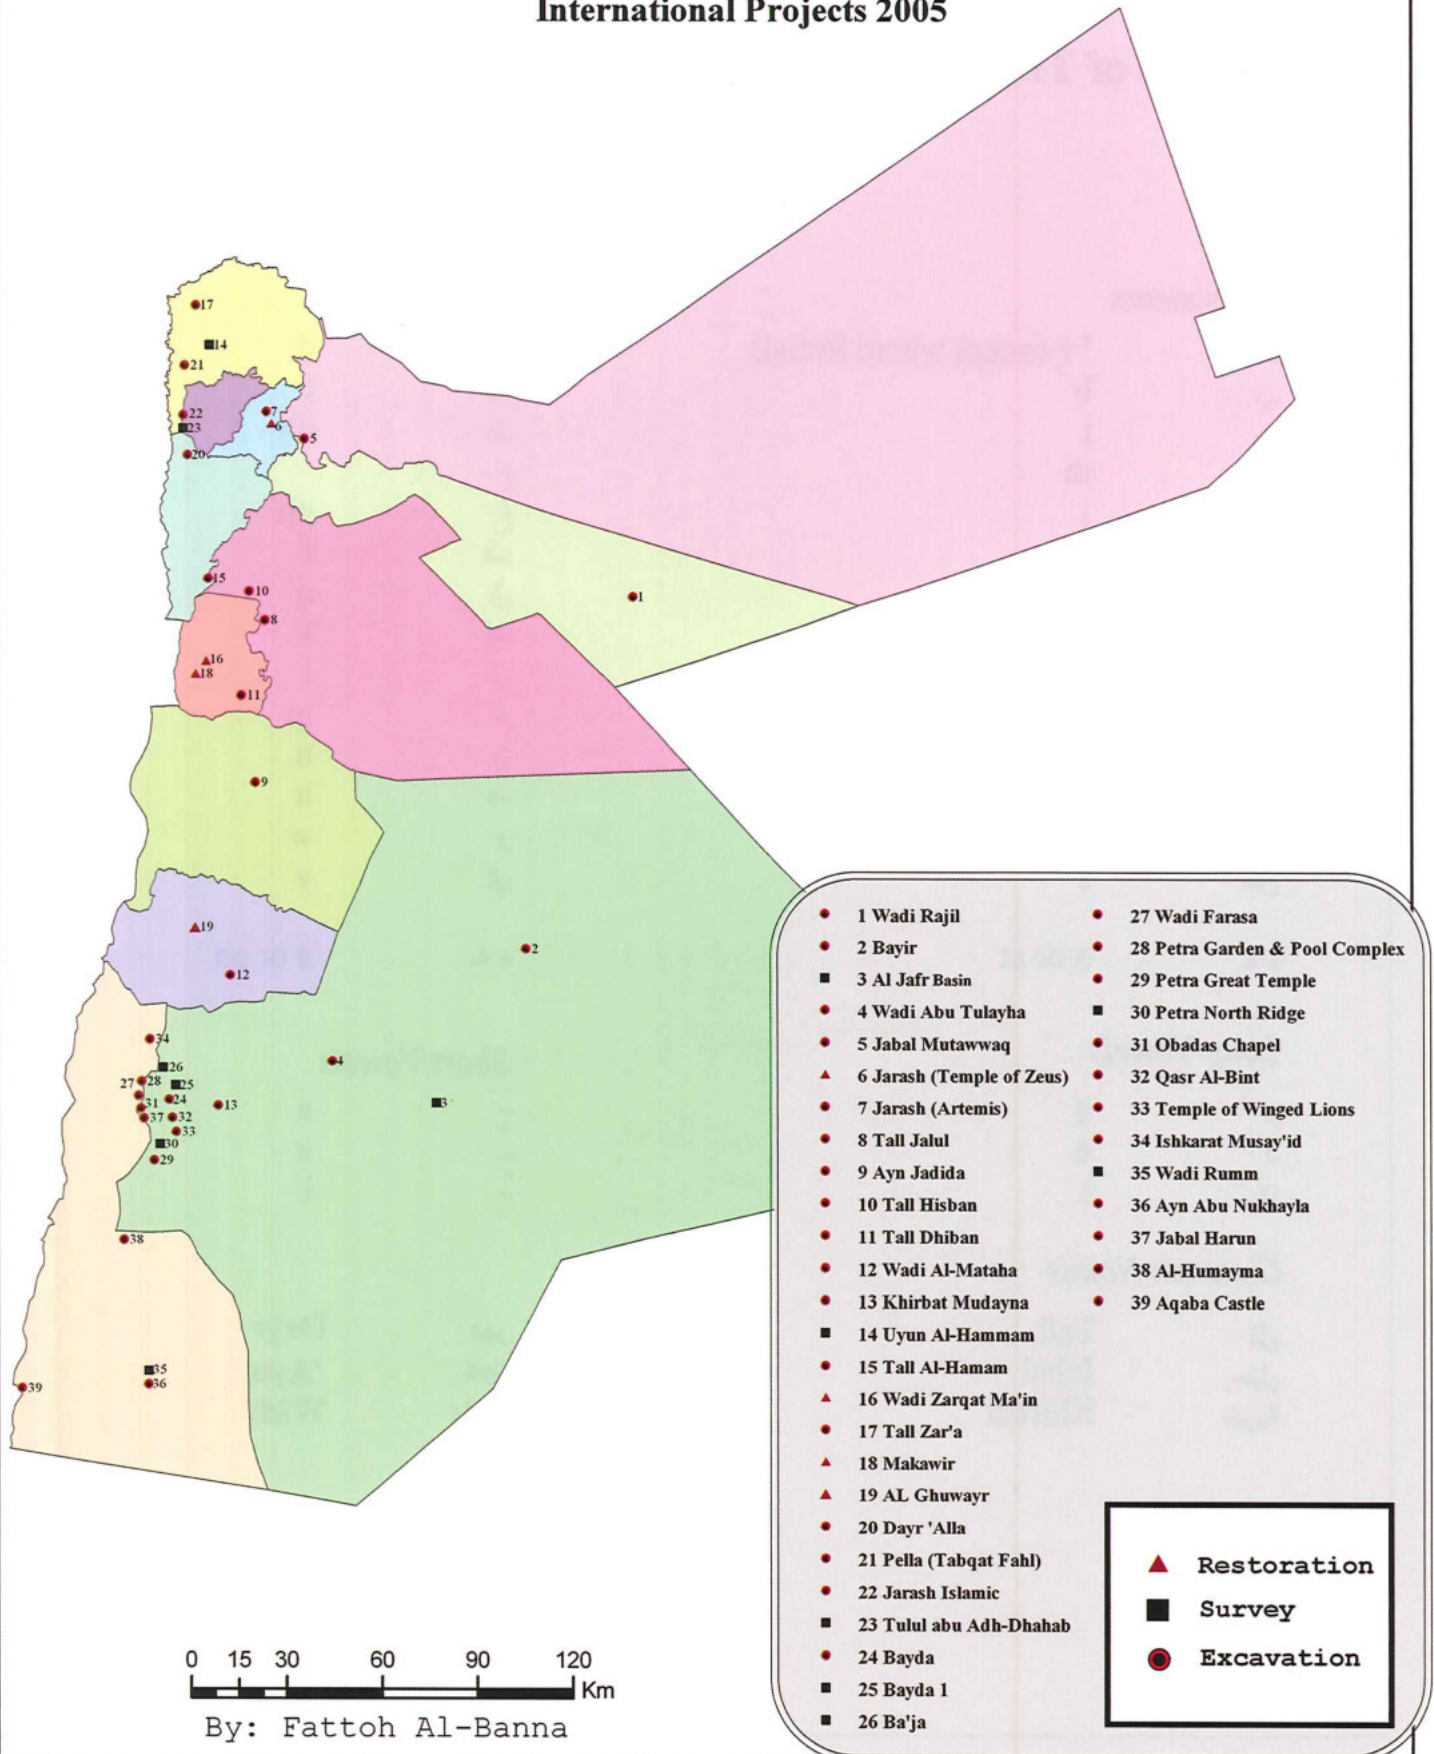 International Projects 2005
17
14
21
22
23
7
6
5
20
15
10
8
1
16
18
11
9
19
2
12
34
4
26
27
28
25
24
3
31
13
37
32
33
30
29
38
35
36
39
1 Wadi Rajil
2 Bayir
3 Al Jafr Basin
4 Wadi Abu Tulayha
5 Jabal Mutawwaq
6 Jarash (Temple of Zeus)
7 Jarash (Artemis)
8 Tall Jalul
9 Ayn Jadida
10 Tall Hisban
11 Tall Dhiban
12 Wadi Al-Mataha
13 Khirbat Mudayna
14 Uyun Al-Hammam
15 Tall Al-Hamam
16 Wadi Zarqat Ma'in
17 Tall Zar'a
18 Makawir
19 AL Ghuwayr
20 Dayr 'Alla
21 Pella (Tabqat Fahl)
22 Jarash Islamic
23 Tulul abu Adh-Dhahab
24 Bayda
25 Bayda 1
26 Ba'ja
27 Wadi Farasa
28 Petra Garden & Pool Complex
29 Petra Great Temple
30 Petra North Ridge
31 Obadas Chapel
32 Qasr Al-Bint
33 Temple of Winged Lions
34 Ishkarat Musay'id
35 Wadi Rumm
36 Ayn Abu Nukhayla
37 Jabal Harun
38 Al-Humayma
39 Aqaba Castle
Restoration
Survey
Excavation
0 15 30 60 90 120
Km
By: Fattoh Al-Banna